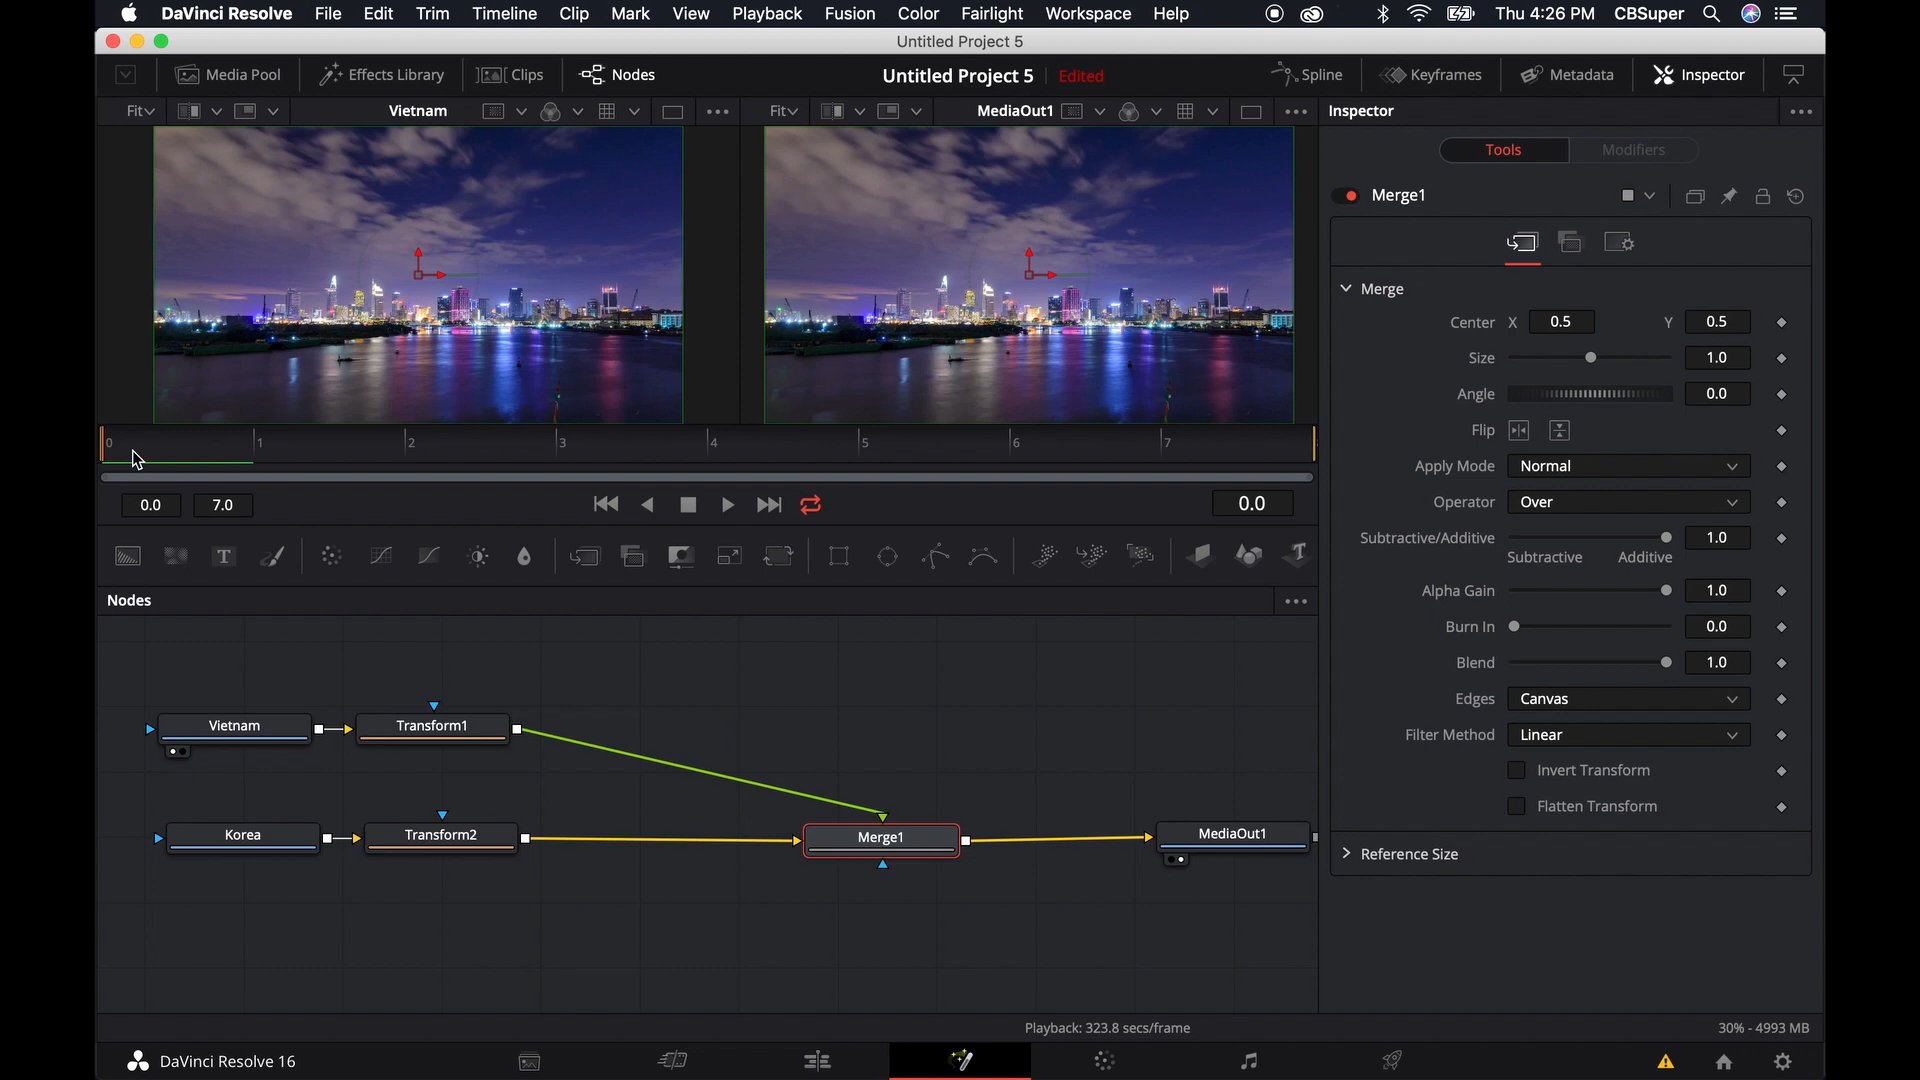 DaVinci Resolve File Edit Trim Timeline Clip Mark View Playback Fusion Color Fairlight Workspace Help Thu 4:26 PM CBSuper
Untitled Project 5
Media Pool Effects Library Clips Nodes Untitled Project 5 Edited Spline Keyframes Metadata Inspector
Fit Vietnam Fit MediaOut1 Inspector
Tools Modifiers
Merge1
Merge
Center X 0.5 Y 0.5
Size 1.0
Angle 0.0
Flip
Apply Mode Normal
Operator Over
Subtractive/Additive 1.0
Subtractive Additive
Alpha Gain 1.0
Burn In 0.0
Blend 1.0
Edges Canvas
Filter Method Linear
Invert Transform
Flatten Transform
Reference Size
0 1 2 3 4 5 6 7
0.0 7.0 0.0
T T
Nodes
Vietnam Transform1
Korea Transform2 Merge1 MediaOut1
Playback: 323.8 secs/frame 30% - 4993 MB
DaVinci Resolve 16